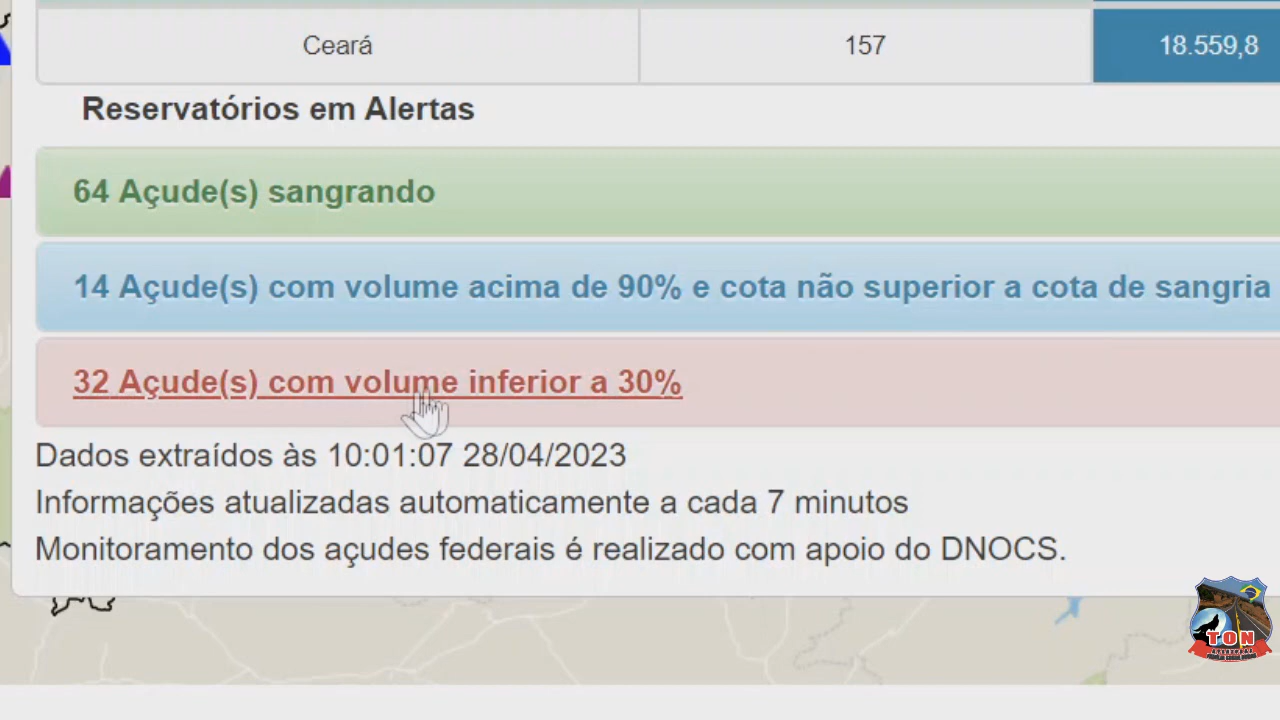 Ceará 157 18.559,8
Reservatórios em Alertas
64 Açude(s) sangrando
14 Açude(s) com volume acima de 90% e cota não superior a cota de sangria
32 Açude(s) com volume inferior a 30%
Dados extraídos às 10:01:07 28/04/2023
Informações atualizadas automaticamente a cada 7 minutos
Monitoramento dos açudes federais é realizado com apoio do DNOCS.
TON